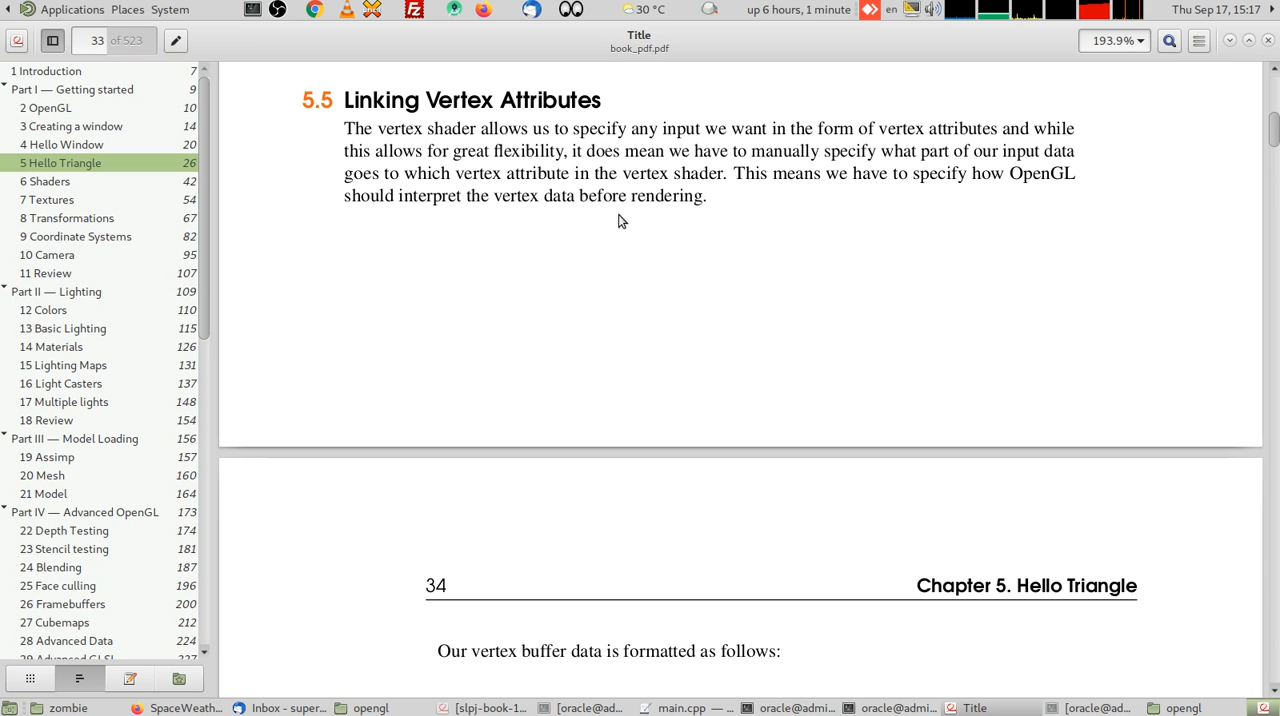 Applications Places System
30 °C
up 6 hours, 1 minute
en
Thu Sep 17, 15:17
33 of 523
Title
book_pdf.pdf
193.9%
1 Introduction 7
Part I — Getting started 9
2 OpenGL 10
3 Creating a window 14
4 Hello Window 20
5 Hello Triangle 26
6 Shaders 42
7 Textures 54
8 Transformations 67
9 Coordinate Systems 82
10 Camera 95
11 Review 107
Part II — Lighting 109
12 Colors 110
13 Basic Lighting 115
14 Materials 126
15 Lighting Maps 131
16 Light Casters 137
17 Multiple lights 148
18 Review 154
Part III — Model Loading 156
19 Assimp 157
20 Mesh 160
21 Model 164
Part IV — Advanced OpenGL 173
22 Depth Testing 174
23 Stencil testing 181
24 Blending 187
25 Face culling 196
26 Framebuffers 200
27 Cubemaps 212
28 Advanced Data 224
29 Advanced GLSL 227
5.5 Linking Vertex Attributes
The vertex shader allows us to specify any input we want in the form of vertex attributes and while
this allows for great flexibility, it does mean we have to manually specify what part of our input data
goes to which vertex attribute in the vertex shader. This means we have to specify how OpenGL
should interpret the vertex data before rendering.
34 Chapter 5. Hello Triangle
Our vertex buffer data is formatted as follows:
zombie
SpaceWeath...
Inbox - super...
opengl
[slpj-book-1...
[oracle@ad...
main.cpp — ...
oracle@admi...
oracle@admi...
Title
[oracle@ad...
opengl